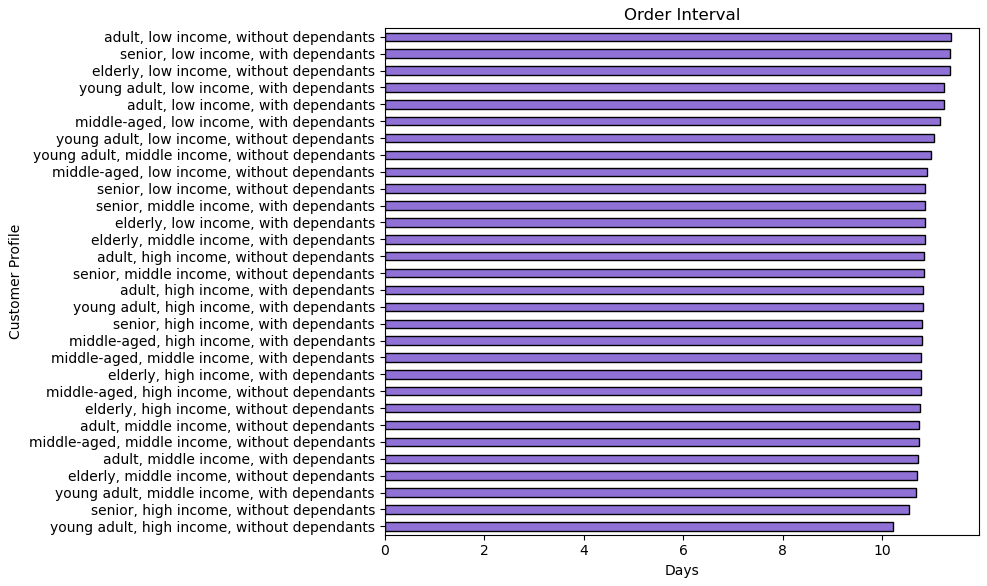 Order Interval
adult, low income, without dependants
senior, low income, with dependants
elderly, low income, without dependants
young adult, low income, with dependants
adult, low income, with dependants
middle-aged, low income, with dependants
young adult, low income, without dependants
young adult, middle income, without dependants
middle-aged, low income, without dependants
senior, low income, without dependants
senior, middle income, with dependants
elderly, low income, with dependants
elderly, middle income, with dependants
adult, high income, without dependants
senior, middle income, without dependants
adult, high income, with dependants
young adult, high income, with dependants
senior, high income, with dependants
middle-aged, high income, with dependants
middle-aged, middle income, with dependants
elderly, high income, with dependants
middle-aged, high income, without dependants
elderly, high income, without dependants
adult, middle income, without dependants
middle-aged, middle income, without dependants
adult, middle income, with dependants
elderly, middle income, without dependants
young adult, middle income, with dependants
senior, high income, without dependants
young adult, high income, without dependants
Customer Profile
0 2 4 6 8 10
Days